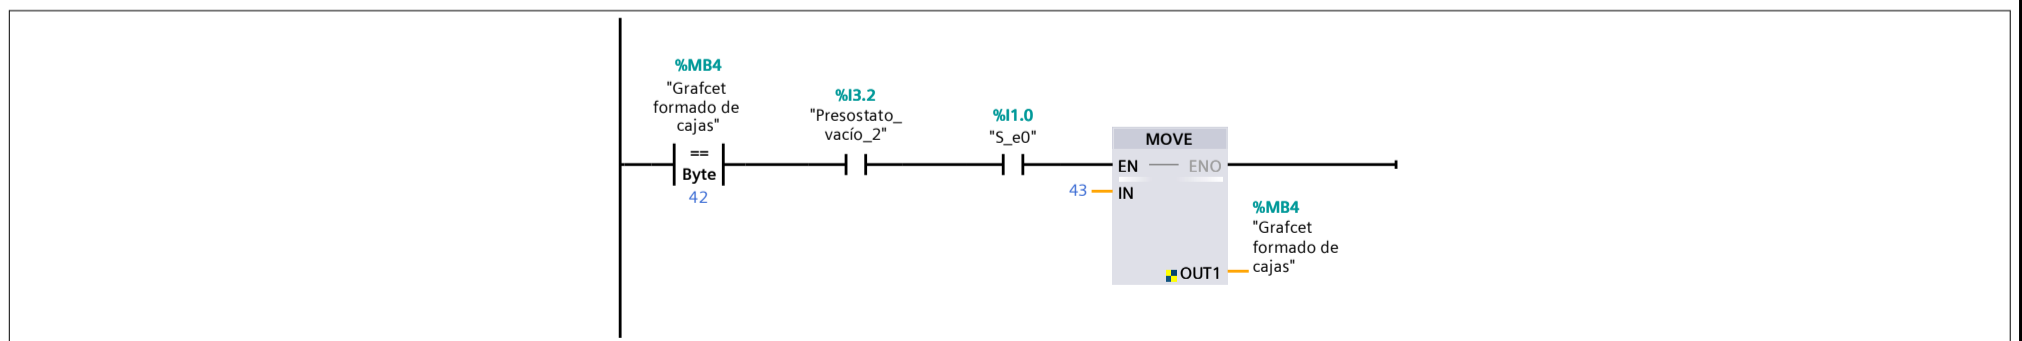 %MB4
"Grafcet
formado de
cajas"
==
Byte
42
%I3.2
"Presostato_
vacío_2"
%I1.0
"S_e0"
MOVE
EN
ENO
43
IN
OUT1
%MB4
"Grafcet
formado de
cajas"